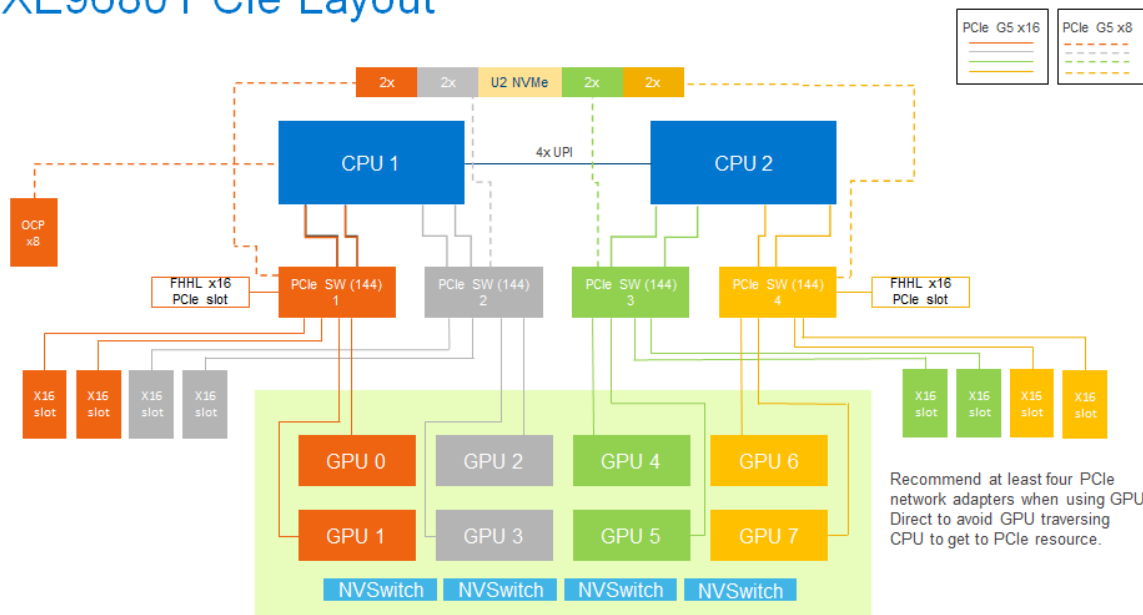 XE9680 PCIe Layout
PCIe G5 x16
PCIe G5 x8
2x
2x
U2 NVMe
2x
2x
CPU 1
4x UPI
CPU 2
OCP
x8
FHHL x16
PCIe slot
PCIe SW (144)
1
PCIe SW (144)
2
PCIe SW (144)
3
PCIe SW (144)
4
FHHL x16
PCIe slot
X16
slot
X16
slot
X16
slot
X16
slot
X16
slot
X16
slot
X16
slot
X16
slot
GPU 0
GPU 2
GPU 4
GPU 6
GPU 1
GPU 3
GPU 5
GPU 7
NVSwitch
NVSwitch
NVSwitch
NVSwitch
Recommend at least four PCIe
network adapters when using GPU
Direct to avoid GPU traversing
CPU to get to PCIe resource.